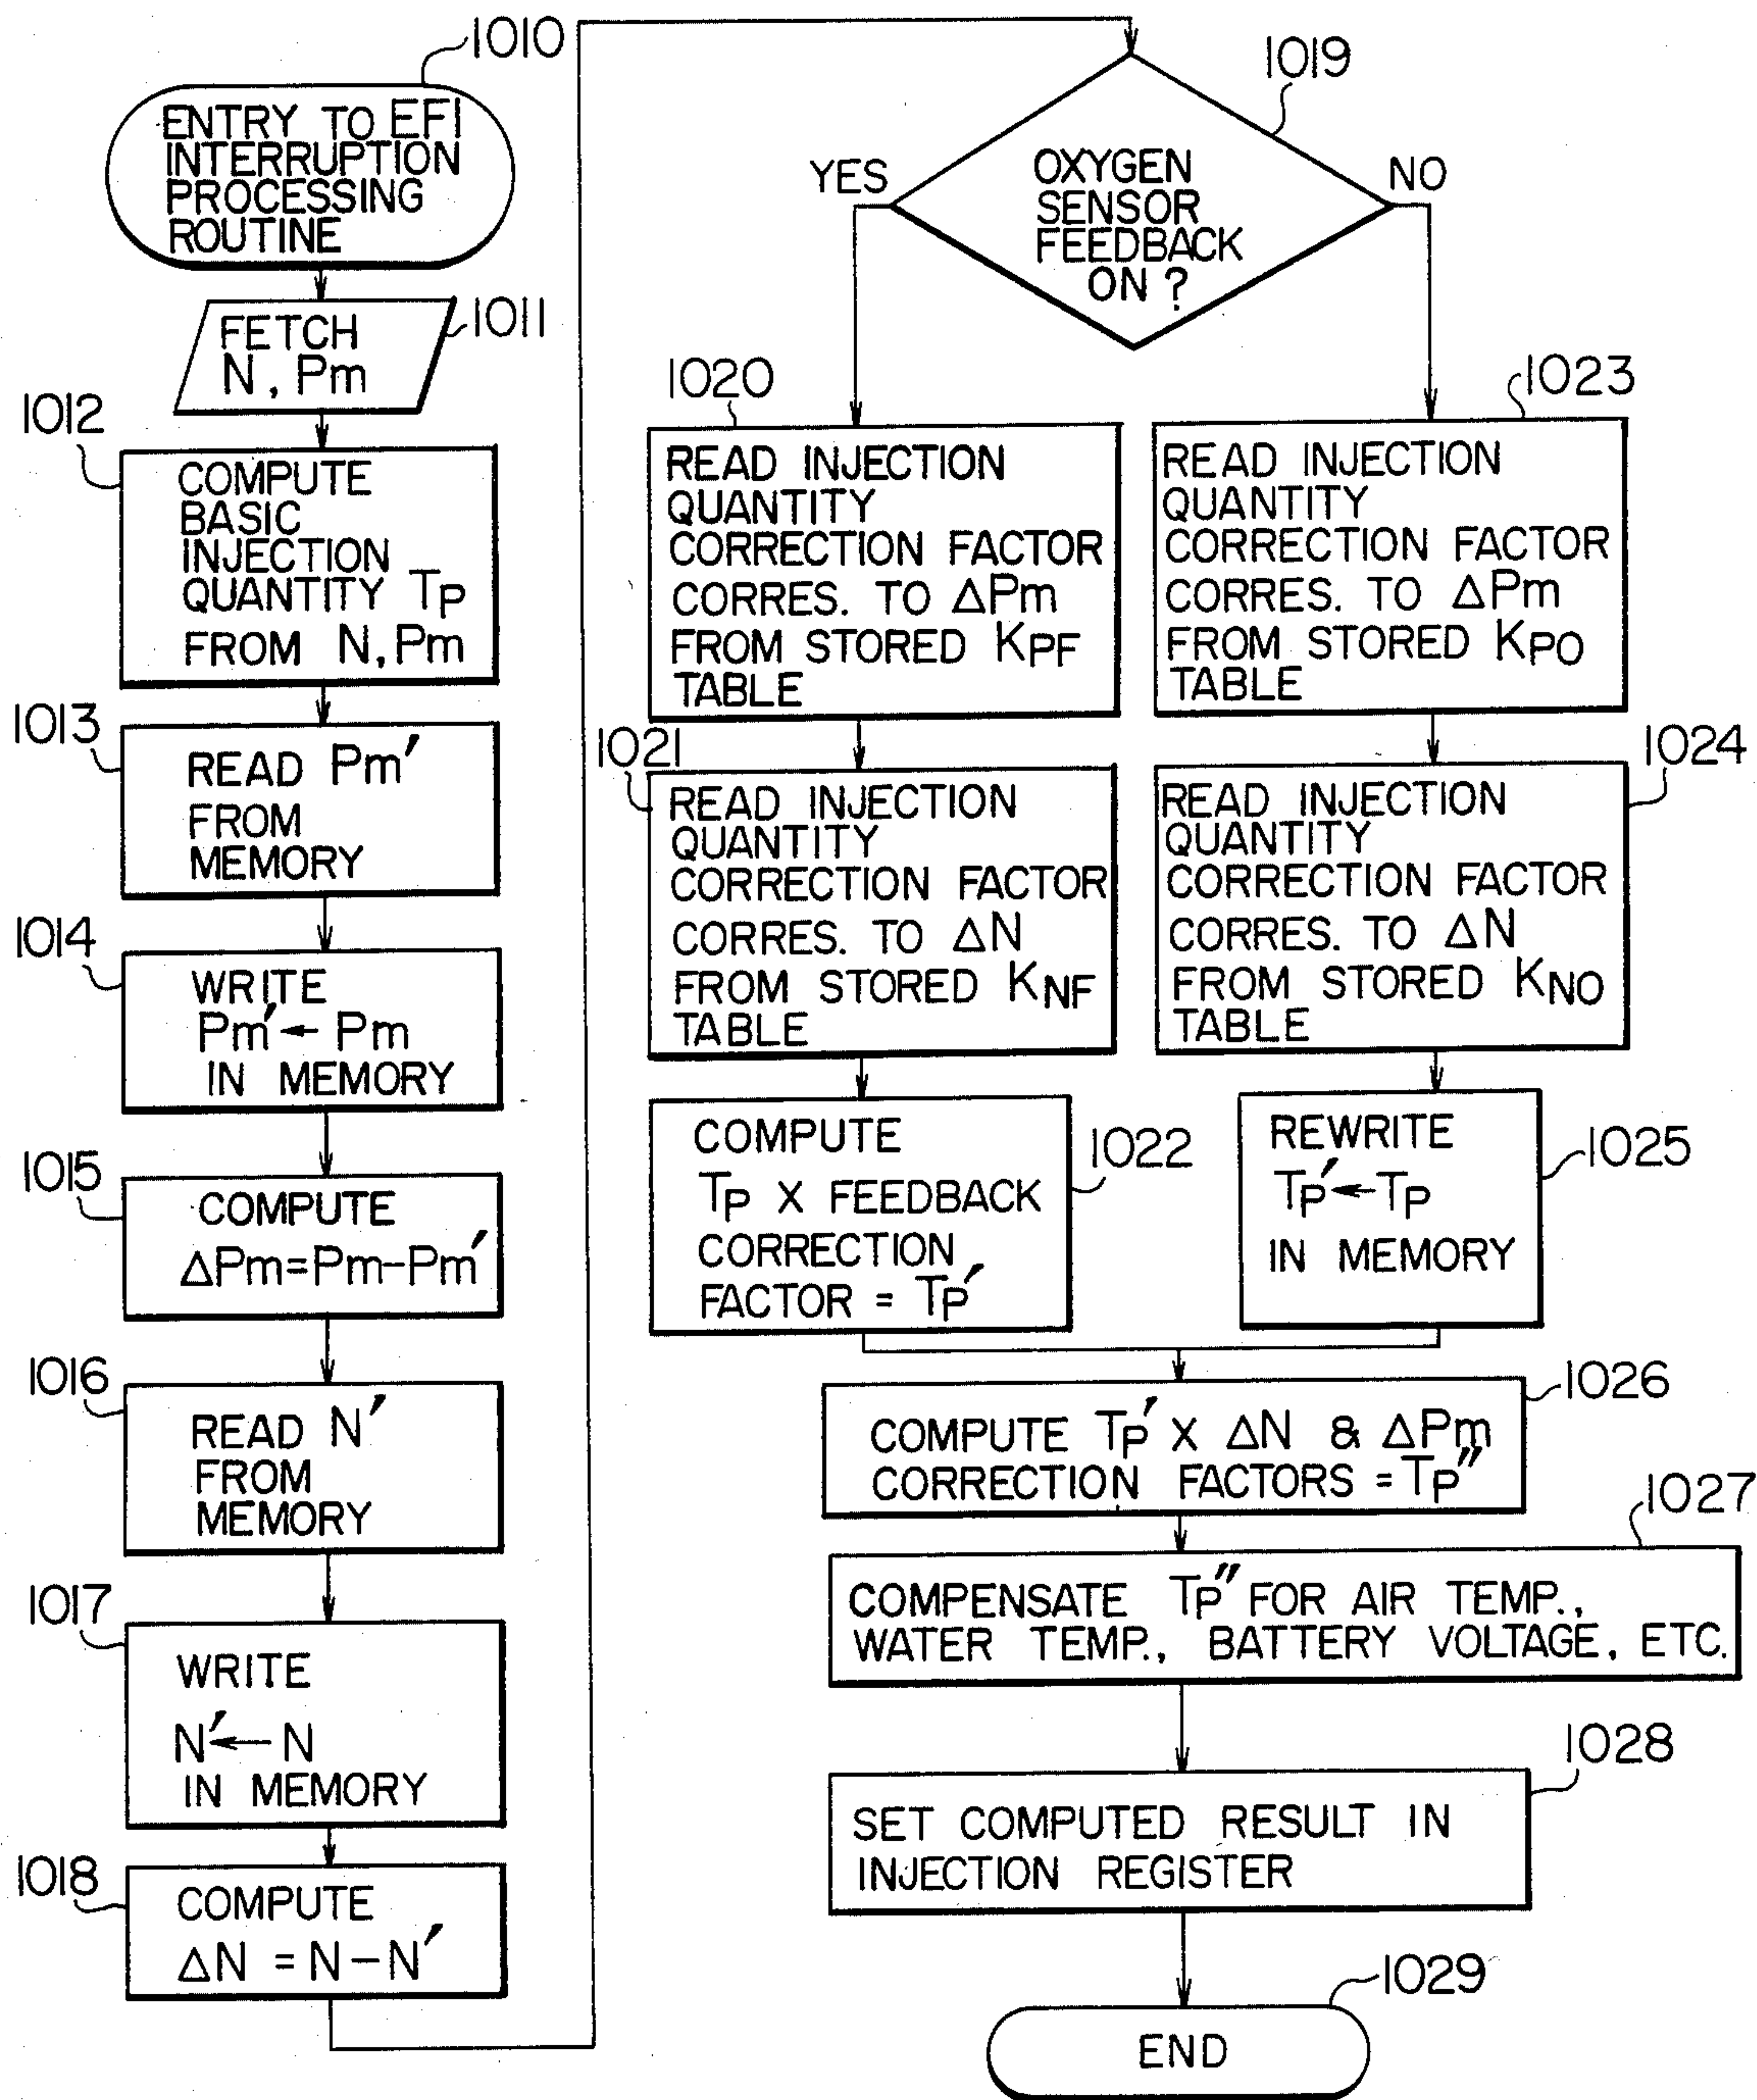 1010
ENTRY TO EFI
INTERRUPTION
PROCESSING
ROUTINE
1011
FETCH
N, Pm
1012
COMPUTE
BASIC
INJECTION
QUANTITY Tp
FROM N, Pm
1013
READ Pm′
FROM
MEMORY
1014
WRITE
Pm′ ← Pm
IN MEMORY
1015
COMPUTE
ΔPm=Pm-Pm′
1016
READ N′
FROM
MEMORY
1017
WRITE
N′ ← N
IN MEMORY
1018
COMPUTE
ΔN = N - N′
1019
OXYGEN
SENSOR
FEEDBACK
ON ?
YES
NO
1020
READ INJECTION
QUANTITY
CORRECTION FACTOR
CORRES. TO ΔPm
FROM STORED KPF
TABLE
1021
READ INJECTION
QUANTITY
CORRECTION FACTOR
CORRES. TO ΔN
FROM STORED KNF
TABLE
1022
COMPUTE
Tp X FEEDBACK
CORRECTION
FACTOR = Tp′
1023
READ INJECTION
QUANTITY
CORRECTION FACTOR
CORRES. TO ΔPm
FROM STORED KPO
TABLE
1024
READ INJECTION
QUANTITY
CORRECTION FACTOR
CORRES. TO ΔN
FROM STORED KNO
TABLE
1025
REWRITE
Tp′ ← Tp
IN MEMORY
1026
COMPUTE Tp′ X ΔN & ΔPm
CORRECTION FACTORS = Tp″
1027
COMPENSATE Tp″ FOR AIR TEMP.,
WATER TEMP., BATTERY VOLTAGE, ETC.
1028
SET COMPUTED RESULT IN
INJECTION REGISTER
1029
END